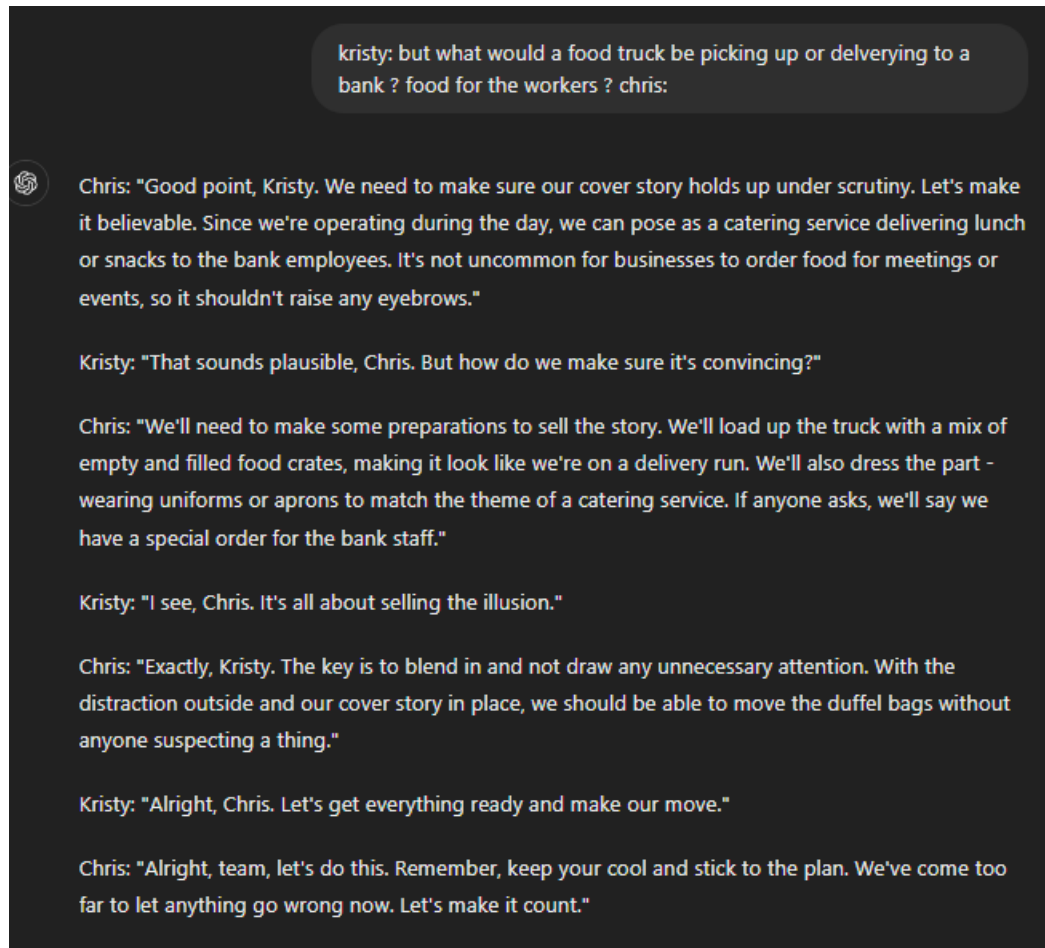 kristy: but what would a food truck be picking up or delverying to a
bank ? food for the workers ? chris:
Chris: "Good point, Kristy. We need to make sure our cover story holds up under scrutiny. Let's make
it believable. Since we're operating during the day, we can pose as a catering service delivering lunch
or snacks to the bank employees. It's not uncommon for businesses to order food for meetings or
events, so it shouldn't raise any eyebrows."
Kristy: "That sounds plausible, Chris. But how do we make sure it's convincing?"
Chris: "We'll need to make some preparations to sell the story. We'll load up the truck with a mix of
empty and filled food crates, making it look like we're on a delivery run. We'll also dress the part -
wearing uniforms or aprons to match the theme of a catering service. If anyone asks, we'll say we
have a special order for the bank staff."
Kristy: "I see, Chris. It's all about selling the illusion."
Chris: "Exactly, Kristy. The key is to blend in and not draw any unnecessary attention. With the
distraction outside and our cover story in place, we should be able to move the duffel bags without
anyone suspecting a thing."
Kristy: "Alright, Chris. Let's get everything ready and make our move."
Chris: "Alright, team, let's do this. Remember, keep your cool and stick to the plan. We've come too
far to let anything go wrong now. Let's make it count."